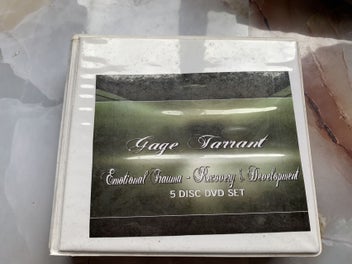 Gage Tarrant
Emotional Trauma - Recovery & Development
5 DISC DVD SET